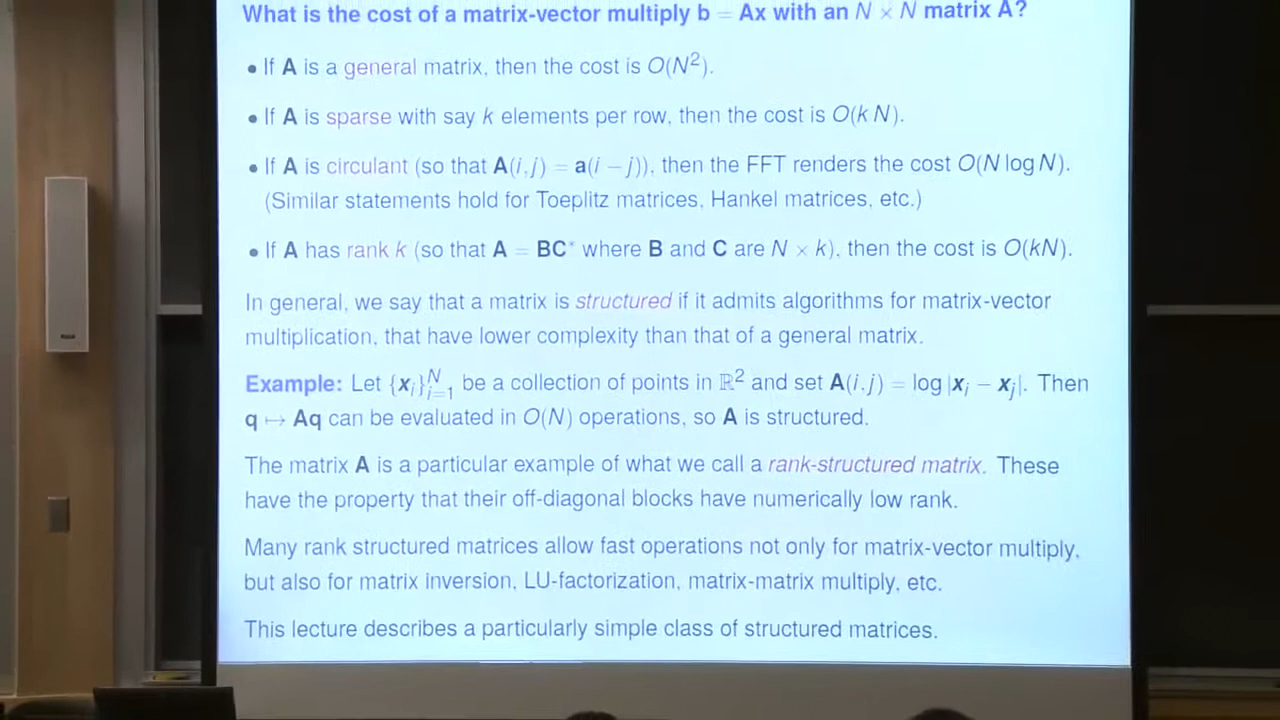 What is the cost of a matrix-vector multiply b = Ax with an N × N matrix A?
• If A is a general matrix, then the cost is O(N²).
• If A is sparse with say k elements per row, then the cost is O(k N).
• If A is circulant (so that A(i,j) = a(i − j)), then the FFT renders the cost O(N log N).
(Similar statements hold for Toeplitz matrices, Hankel matrices, etc.)
• If A has rank k (so that A = BC* where B and C are N × k), then the cost is O(kN).
In general, we say that a matrix is structured if it admits algorithms for matrix-vector
multiplication, that have lower complexity than that of a general matrix.
Example: Let {xᵢ}ᵢ₌₁ᴺ be a collection of points in ℝ² and set A(i,j) = log |xᵢ − xⱼ|. Then
q ↦ Aq can be evaluated in O(N) operations, so A is structured.
The matrix A is a particular example of what we call a rank-structured matrix. These
have the property that their off-diagonal blocks have numerically low rank.
Many rank structured matrices allow fast operations not only for matrix-vector multiply,
but also for matrix inversion, LU-factorization, matrix-matrix multiply, etc.
This lecture describes a particularly simple class of structured matrices.